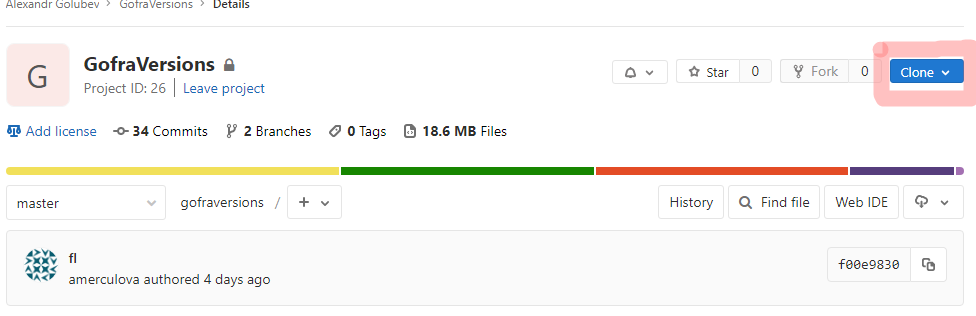 Alexandr Golubev > GofraVersions > Details
G
GofraVersions
Project ID: 26 | Leave project
Star 0
Fork 0
Clone
Add license
34 Commits
2 Branches
0 Tags
18.6 MB Files
master
gofraversions / +
History
Find file
Web IDE
fl
amerculova authored 4 days ago
f00e9830